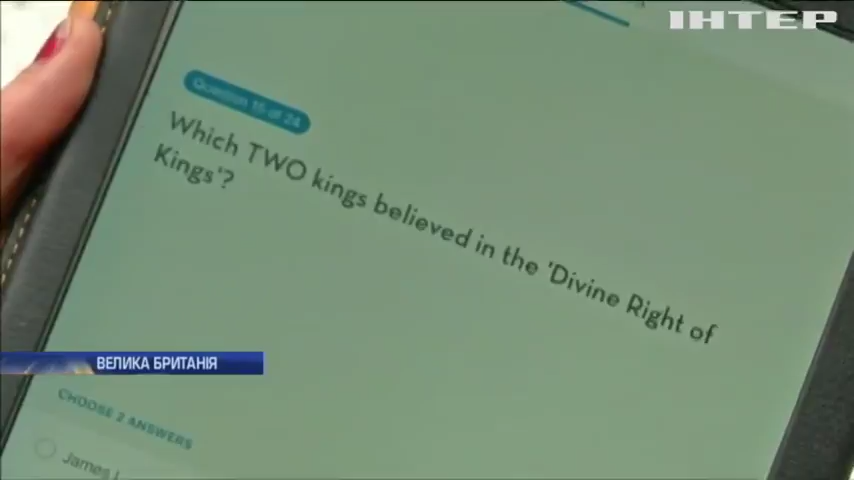 ІНТЕР
Question 15 of 24
Which TWO kings believed in the 'Divine Right of
Kings'?
ВЕЛИКА БРИТАНІЯ
CHOOSE 2 ANSWERS
James I